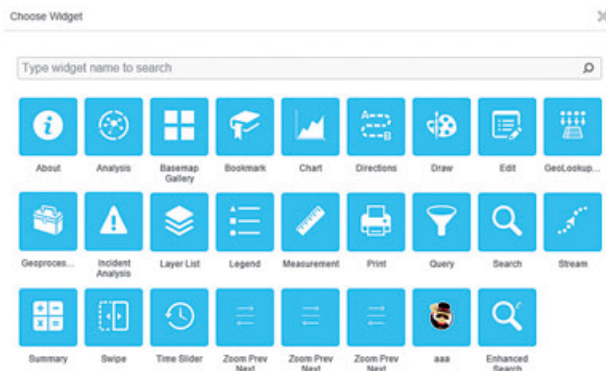 Choose Widget
Type widget name to search
A
B
About
Analysis
Basemap
Gallery
Bookmark
Chart
Directions
Draw
Edit
GeoLookup...
Geoproces...
Incident
Analysis
Layer List
Legend
Measurement
Print
Query
Search
Stream
Summary
Swipe
Time Slider
Zoom Prev
Next
Zoom Prev
Next
Zoom Prev
Next
aaa
Enhanced
Search